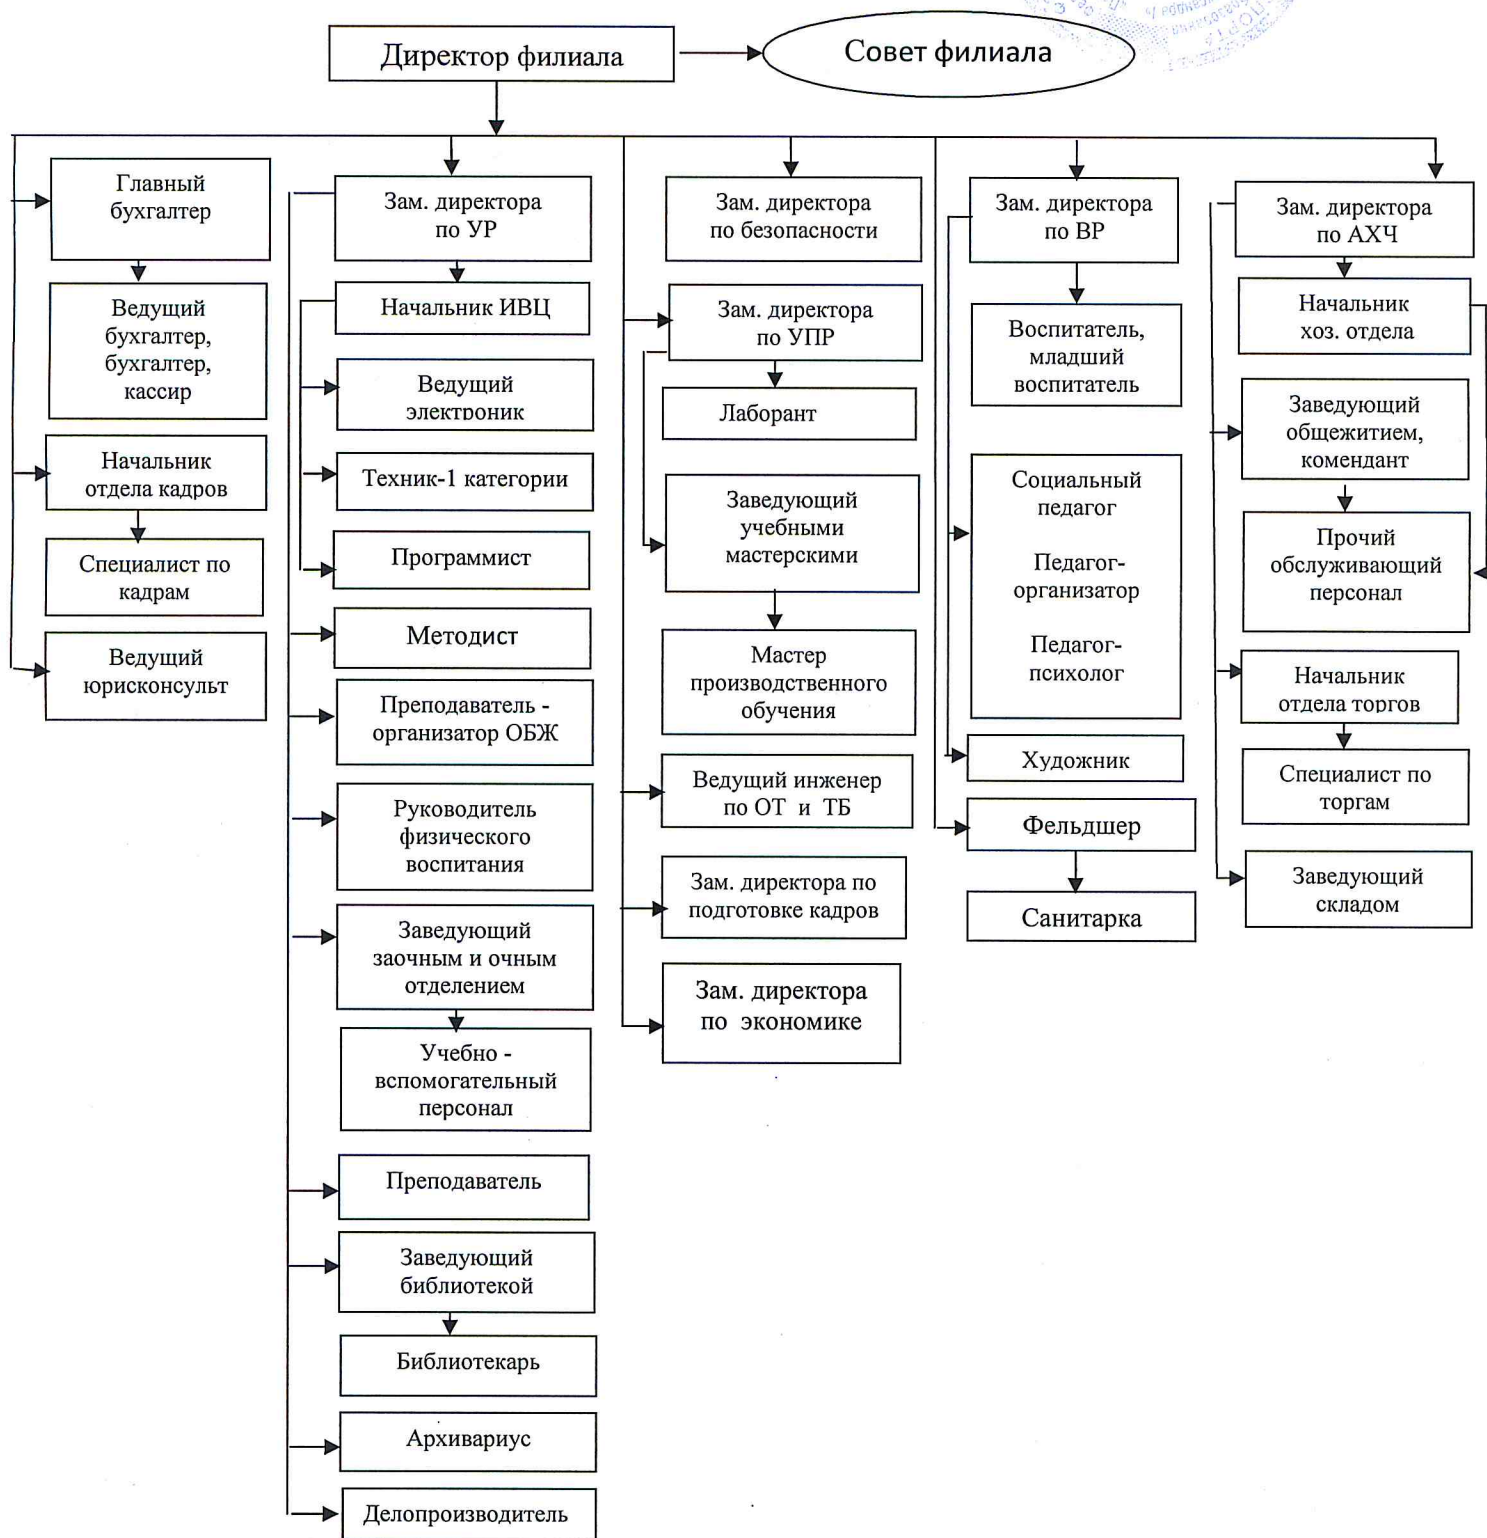 Директор филиала
Совет филиала
Главный
бухгалтер
Ведущий
бухгалтер,
бухгалтер,
кассир
Начальник
отдела кадров
Специалист по
кадрам
Ведущий
юрисконсульт
Зам. директора
по УР
Начальник ИВЦ
Ведущий
электроник
Техник-1 категории
Программист
Методист
Преподаватель -
организатор ОБЖ
Руководитель
физического
воспитания
Заведующий
заочным и очным
отделением
Учебно -
вспомогательный
персонал
Преподаватель
Заведующий
библиотекой
Библиотекарь
Архивариус
Делопроизводитель
Зам. директора
по безопасности
Зам. директора
по УПР
Лаборант
Заведующий
учебными
мастерскими
Мастер
производственного
обучения
Ведущий инженер
по ОТ и ТБ
Зам. директора по
подготовке кадров
Зам. директора
по экономике
Зам. директора
по ВР
Воспитатель,
младший
воспитатель
Социальный
педагог
Педагог-
организатор
Педагог-
психолог
Художник
Фельдшер
Санитарка
Зам. директора
по АХЧ
Начальник
хоз. отдела
Заведующий
общежитием,
комендант
Прочий
обслуживающий
персонал
Начальник
отдела торгов
Специалист по
торгам
Заведующий
складом